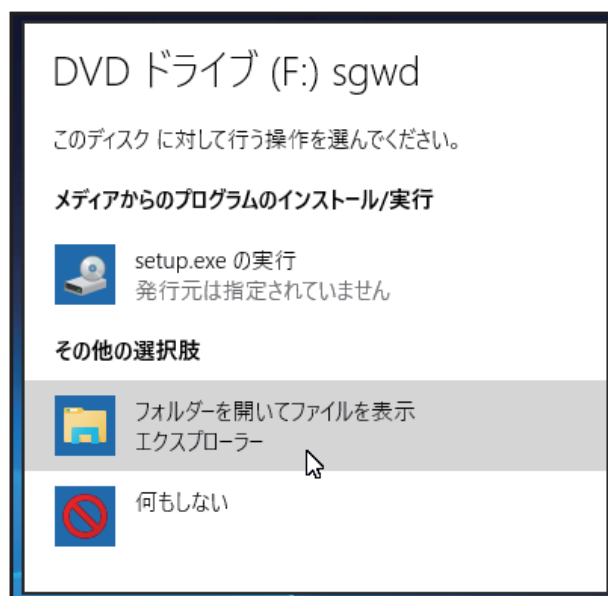 DVD ドライブ (F:) sgwd
このディスク に対して行う操作を選んでください。
メディアからのプログラムのインストール/実行
setup.exe の実行
発行元は指定されていません
その他の選択肢
フォルダーを開いてファイルを表示
エクスプローラー
何もしない